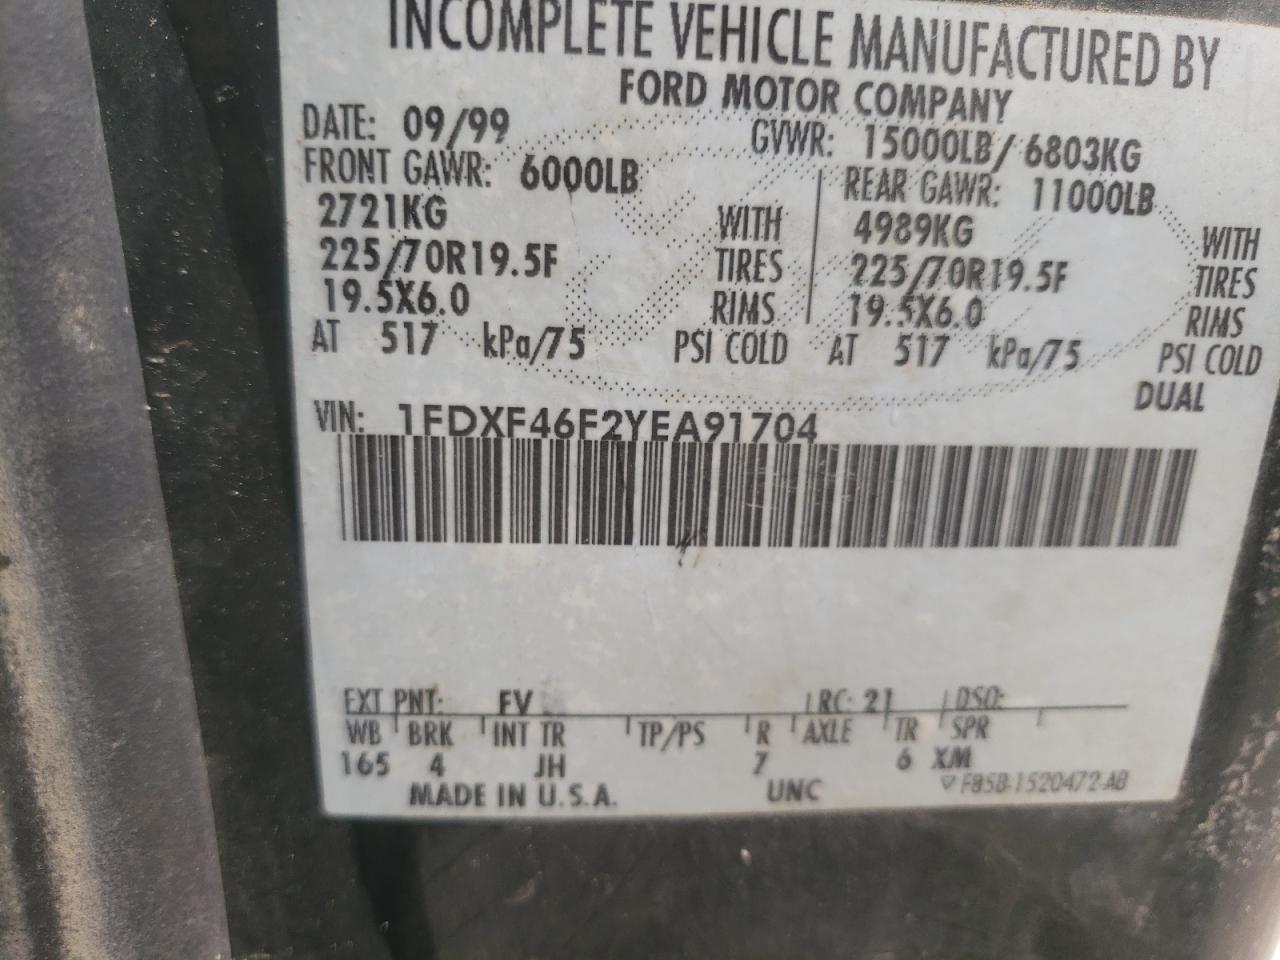 INCOMPLETE VEHICLE MANUFACTURED BY
FORD MOTOR COMPANY
DATE: 09/99 GVWR: 15000LB/ 6803KG
FRONT GAWR: 6000LB REAR GAWR: 11000LB
2721KG WITH 4989KG WITH
225/70R19.5F TIRES 225/70R19.5F TIRES
19.5X6.0 RIMS 19.5X6.0 RIMS
AT 517 kPa/75 PSI COLD AT 517 kPa/75 PSI COLD
DUAL
VIN: 1FDXF46F2YEA91704
EXT PNT: FV RC: 21 DSO:
WB BRK INT TR TP/PS R AXLE TR SPR
165 4 JH 7 6 XM
MADE IN U.S.A. UNC F85B-1520472-AB